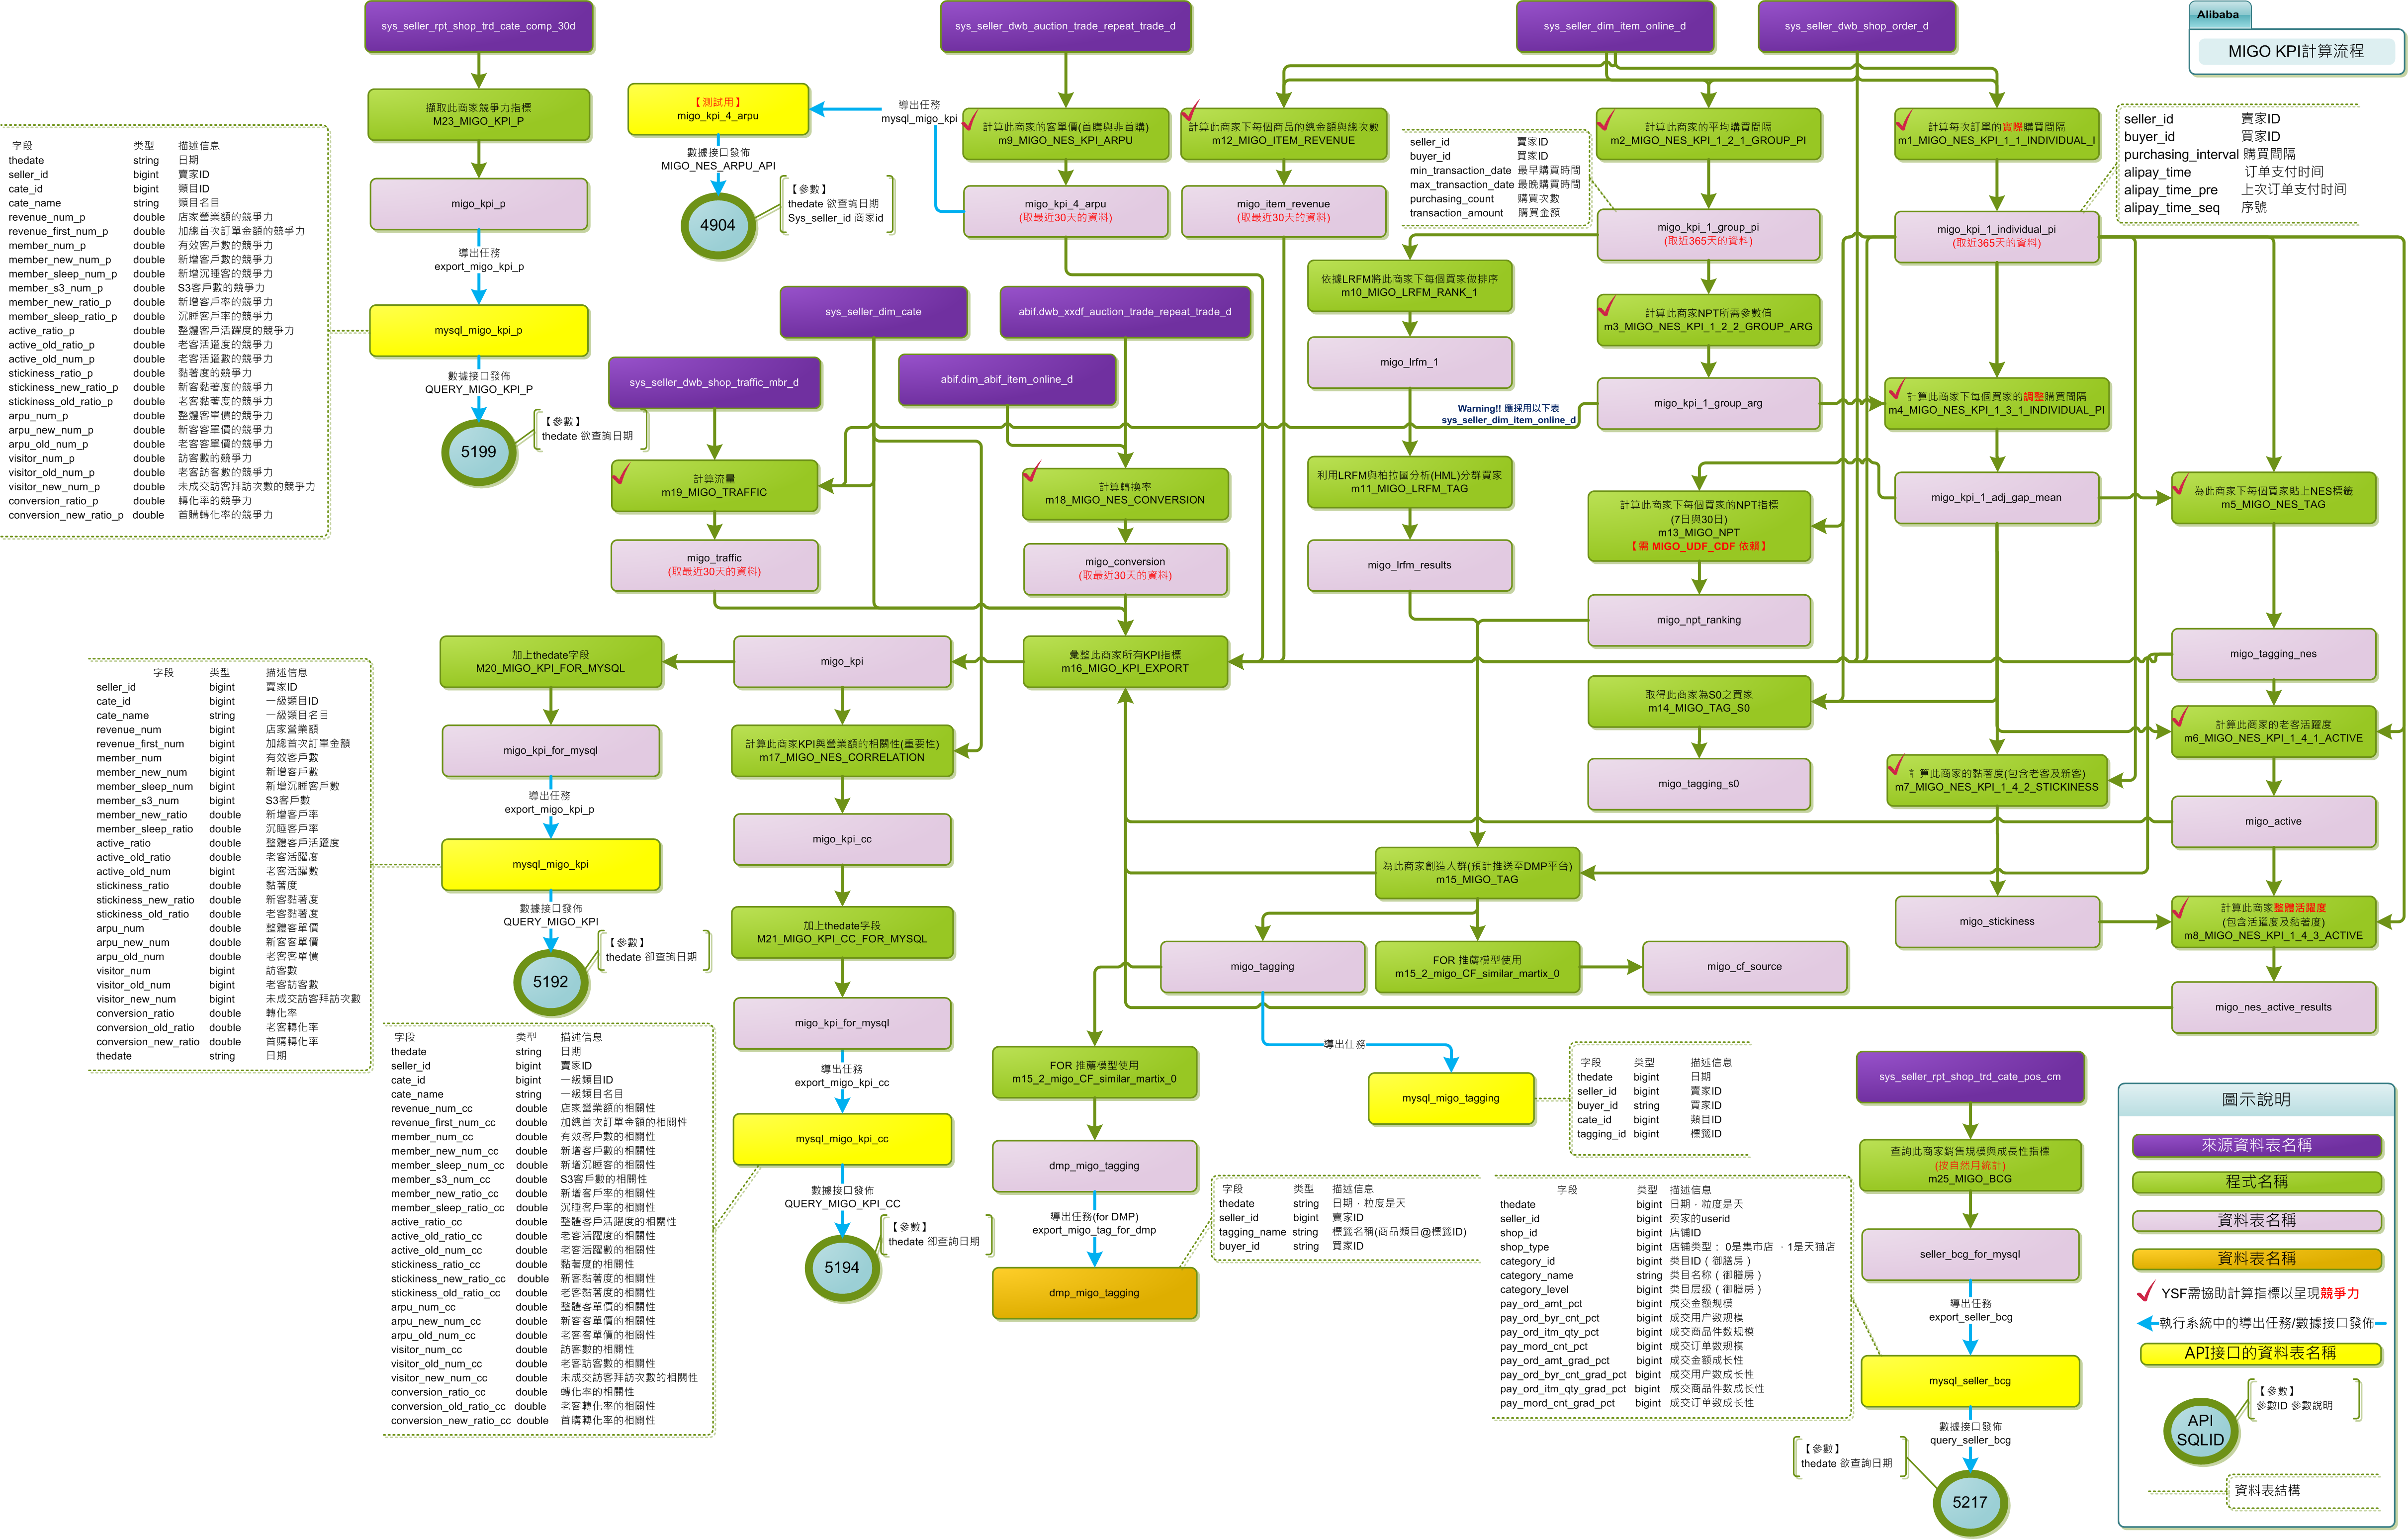 sys_seller_rpt_shop_trd_cate_comp_30d
sys_seller_dwb_auction_trade_repeat_trade_d
sys_seller_dim_item_online_d
sys_seller_dwb_shop_order_d
Alibaba
MIGO KPI計算流程
擷取此商家競爭力指標
M23_MIGO_KPI_P
migo_kpi_p
導出任務
export_migo_kpi_p
mysql_migo_kpi_p
數據接口發佈
QUERY_MIGO_KPI_P
5199
【參數】
thedate 欲查詢日期
字段 类型 描述信息
thedate string 日期
seller_id bigint 賣家ID
cate_id bigint 類目ID
cate_name string 類目名目
revenue_num_p double 店家營業額的競爭力
revenue_first_num_p double 加總首次訂單金額的競爭力
member_num_p double 有效客戶數的競爭力
member_new_num_p double 新增客戶數的競爭力
member_sleep_num_p double 新增沉睡客的競爭力
member_s3_num_p double S3客戶數的競爭力
member_new_ratio_p double 新增客戶率的競爭力
member_sleep_ratio_p double 沉睡客戶率的競爭力
active_ratio_p double 整體客戶活躍度的競爭力
active_old_ratio_p double 老客活躍度的競爭力
active_old_num_p double 老客活躍數的競爭力
stickiness_ratio_p double 黏著度的競爭力
stickness_new_ratio_p double 新客黏著度的競爭力
stickness_old_ratio_p double 老客黏著度的競爭力
arpu_num_p double 整體客單價的競爭力
arpu_new_num_p double 新客客單價的競爭力
arpu_old_num_p double 老客客單價的競爭力
visitor_num_p double 訪客數的競爭力
visitor_old_num_p double 老客訪客數的競爭力
visitor_new_num_p double 未成交訪客拜訪次數的競爭力
conversion_ratio_p double 轉化率的競爭力
conversion_new_ratio_p double 首購轉化率的競爭力
【測試用】
migo_kpi_4_arpu
導出任務
mysql_migo_kpi
數據接口發佈
MIGO_NES_ARPU_API
4904
【參數】
thedate 欲查詢日期
Sys_seller_id 商家id
計算此商家的客單價(首購與非首購)
m9_MIGO_NES_KPI_ARPU
migo_kpi_4_arpu
(取最近30天的資料)
計算此商家下每個商品的總金額與總次數
m12_MIGO_ITEM_REVENUE
migo_item_revenue
(取最近30天的資料)
seller_id 賣家ID
buyer_id 買家ID
min_transaction_date 最早購買時間
max_transaction_date 最晚購買時間
purchasing_count 購買次數
transaction_amount 購買金額
計算此商家的平均購買間隔
m2_MIGO_NES_KPI_1_2_1_GROUP_PI
migo_kpi_1_group_pi
(取近365天的資料)
計算每次訂單的實際購買間隔
m1_MIGO_NES_KPI_1_1_INDIVIDUAL_I
migo_kpi_1_individual_pi
(取近365天的資料)
seller_id 賣家ID
buyer_id 買家ID
purchasing_interval 購買間隔
alipay_time 订单支付时间
alipay_time_pre 上次订单支付时间
alipay_time_seq 序號
依據LRFM將此商家下每個買家做排序
m10_MIGO_LRFM_RANK_1
migo_lrfm_1
計算此商家NPT所需參數值
m3_MIGO_NES_KPI_1_2_2_GROUP_ARG
migo_kpi_1_group_arg
Warning!! 應採用以下表
sys_seller_dim_item_online_d
計算此商家下每個買家的調整購買間隔
m4_MIGO_NES_KPI_1_3_1_INDIVIDUAL_PI
sys_seller_dim_cate
abif.dwb_xxdf_auction_trade_repeat_trade_d
sys_seller_dwb_shop_traffic_mbr_d
abif.dim_abif_item_online_d
計算流量
m19_MIGO_TRAFFIC
migo_traffic
(取最近30天的資料)
計算轉換率
m18_MIGO_NES_CONVERSION
migo_conversion
(取最近30天的資料)
利用LRFM與柏拉圖分析(HML)分群買家
m11_MIGO_LRFM_TAG
migo_lrfm_results
計算此商家下每個買家的NPT指標
(7日與30日)
m13_MIGO_NPT
【需 MIGO_UDF_CDF 依賴】
migo_npt_ranking
migo_kpi_1_adj_gap_mean
為此商家下每個買家貼上NES標籤
m5_MIGO_NES_TAG
migo_tagging_nes
加上thedate字段
M20_MIGO_KPI_FOR_MYSQL
migo_kpi
彙整此商家所有KPI指標
m16_MIGO_KPI_EXPORT
取得此商家為S0之買家
m14_MIGO_TAG_S0
migo_tagging_s0
計算此商家的老客活躍度
m6_MIGO_NES_KPI_1_4_1_ACTIVE
migo_active
計算此商家的黏著度(包含老客及新客)
m7_MIGO_NES_KPI_1_4_2_STICKINESS
migo_stickiness
計算此商家整體活躍度
(包含活躍度及黏著度)
m8_MIGO_NES_KPI_1_4_3_ACTIVE
migo_nes_active_results
字段 类型 描述信息
seller_id bigint 賣家ID
cate_id bigint 一級類目ID
cate_name string 一級類目名目
revenue_num bigint 店家營業額
revenue_first_num bigint 加總首次訂單金額
member_num bigint 有效客戶數
member_new_num bigint 新增客戶數
member_sleep_num bigint 新增沉睡客戶數
member_s3_num bigint S3客戶數
member_new_ratio double 新增客戶率
member_sleep_ratio double 沉睡客戶率
active_ratio double 整體客戶活躍度
active_old_ratio double 老客活躍度
active_old_num bigint 老客活躍數
stickiness_ratio double 黏著度
stickness_new_ratio double 新客黏著度
stickness_old_ratio double 老客黏著度
arpu_num double 整體客單價
arpu_new_num double 新客客單價
arpu_old_num double 老客客單價
visitor_num bigint 訪客數
visitor_old_num bigint 老客訪客數
visitor_new_num bigint 未成交訪客拜訪次數
conversion_ratio double 轉化率
conversion_old_ratio double 老客轉化率
conversion_new_ratio double 首購轉化率
thedate string 日期
migo_kpi_for_mysql
導出任務
export_migo_kpi_p
mysql_migo_kpi
數據接口發佈
QUERY_MIGO_KPI
5192
【參數】
thedate 卻查詢日期
計算此商家KPI與營業額的相關性(重要性)
m17_MIGO_NES_CORRELATION
migo_kpi_cc
加上thedate字段
M21_MIGO_KPI_CC_FOR_MYSQL
migo_kpi_for_mysql
導出任務
export_migo_kpi_cc
mysql_migo_kpi_cc
數據接口發佈
QUERY_MIGO_KPI_CC
5194
【參數】
thedate 卻查詢日期
字段 类型 描述信息
thedate string 日期
seller_id bigint 賣家ID
cate_id bigint 一級類目ID
cate_name string 一級類目名目
revenue_num_cc double 店家營業額的相關性
revenue_first_num_cc double 加總首次訂單金額的相關性
member_num_cc double 有效客戶數的相關性
member_new_num_cc double 新增客戶數的相關性
member_sleep_num_cc double 新增沉睡客的相關性
member_s3_num_cc double S3客戶數的相關性
member_new_ratio_cc double 新增客戶率的相關性
member_sleep_ratio_cc double 沉睡客戶率的相關性
active_ratio_cc double 整體客戶活躍度的相關性
active_old_ratio_cc double 老客活躍度的相關性
active_old_num_cc double 老客活躍數的相關性
stickiness_ratio_cc double 黏著度的相關性
stickness_new_ratio_cc double 新客黏著度的相關性
stickness_old_ratio_cc double 老客黏著度的相關性
arpu_num_cc double 整體客單價的相關性
arpu_new_num_cc double 新客客單價的相關性
arpu_old_num_cc double 老客客單價的相關性
visitor_num_cc double 訪客數的相關性
visitor_old_num_cc double 老客訪客數的相關性
visitor_new_num_cc double 未成交訪客拜訪次數的相關性
conversion_ratio_cc double 轉化率的相關性
conversion_old_ratio_cc double 老客轉化率的相關性
conversion_new_ratio_cc double 首購轉化率的相關性
為此商家創造人群(預計推送至DMP平台)
m15_MIGO_TAG
migo_tagging
FOR 推薦模型使用
m15_2_migo_CF_similar_martix_0
migo_cf_source
FOR 推薦模型使用
m15_2_migo_CF_similar_martix_0
dmp_migo_tagging
導出任務(for DMP)
export_migo_tag_for_dmp
dmp_migo_tagging
導出任務
mysql_migo_tagging
字段 类型 描述信息
thedate bigint 日期
seller_id bigint 賣家ID
buyer_id string 買家ID
cate_id bigint 類目ID
tagging_id bigint 標籤ID
字段 类型 描述信息
thedate string 日期，粒度是天
seller_id bigint 賣家ID
tagging_name string 標籤名稱(商品類目@標籤ID)
buyer_id string 買家ID
字段 类型 描述信息
thedate bigint 日期，粒度是天
seller_id bigint 卖家的userid
shop_id bigint 店铺ID
shop_type bigint 店铺类型： 0是集市店 ，1是天猫店
category_id bigint 类目ID（御膳房）
category_name string 类目名称（御膳房）
category_level bigint 类目层级（御膳房）
pay_ord_amt_pct bigint 成交金额规模
pay_ord_byr_cnt_pct bigint 成交用户数规模
pay_ord_itm_qty_pct bigint 成交商品件数规模
pay_mord_cnt_pct bigint 成交订单数规模
pay_ord_amt_grad_pct bigint 成交金额成长性
pay_ord_byr_cnt_grad_pct bigint 成交用户数成长性
pay_ord_itm_qty_grad_pct bigint 成交商品件数成长性
pay_mord_cnt_grad_pct bigint 成交订单数成长性
sys_seller_rpt_shop_trd_cate_pos_cm
查詢此商家銷售規模與成長性指標
(按自然月統計)
m25_MIGO_BCG
seller_bcg_for_mysql
導出任務
export_seller_bcg
mysql_seller_bcg
數據接口發佈
query_seller_bcg
【參數】
thedate 欲查詢日期
5217
圖示說明
來源資料表名稱
程式名稱
資料表名稱
資料表名稱
YSF需協助計算指標以呈現競爭力
執行系統中的導出任務/數據接口發佈
API接口的資料表名稱
【參數】
參數ID 參數說明
API
SQLID
資料表結構